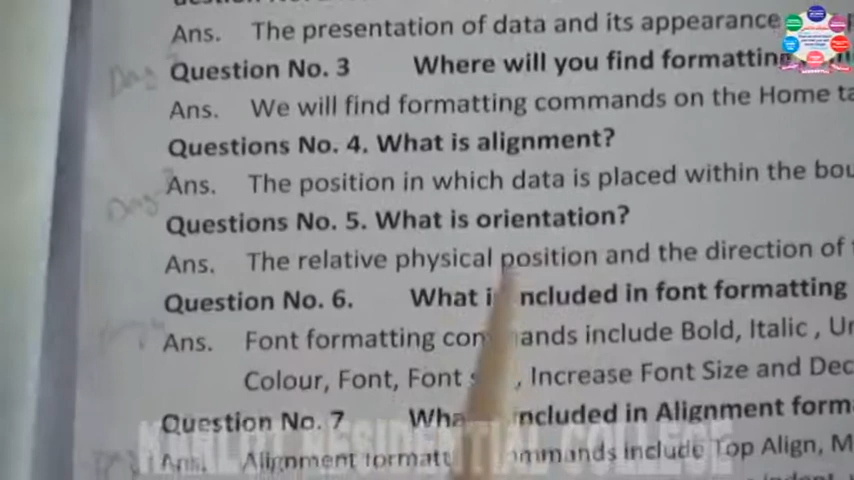 Ans. The presentation of data and its appearance
Question No. 3 Where will you find formatting
Ans. We will find formatting commands on the Home ta
Questions No. 4. What is alignment?
Ans. The position in which data is placed within the bou
Questions No. 5. What is orientation?
Ans. The relative physical position and the direction of
Question No. 6. What i ncluded in font formatting
Ans. Font formatting com ands include Bold, Italic , Un
Colour, Font, Font s , Increase Font Size and Dec
Question No. 7 Wha ncluded in Alignment form
Ans. Alignment formatt ommands include Top Align, M
RESIDENTIAL COLLEGE